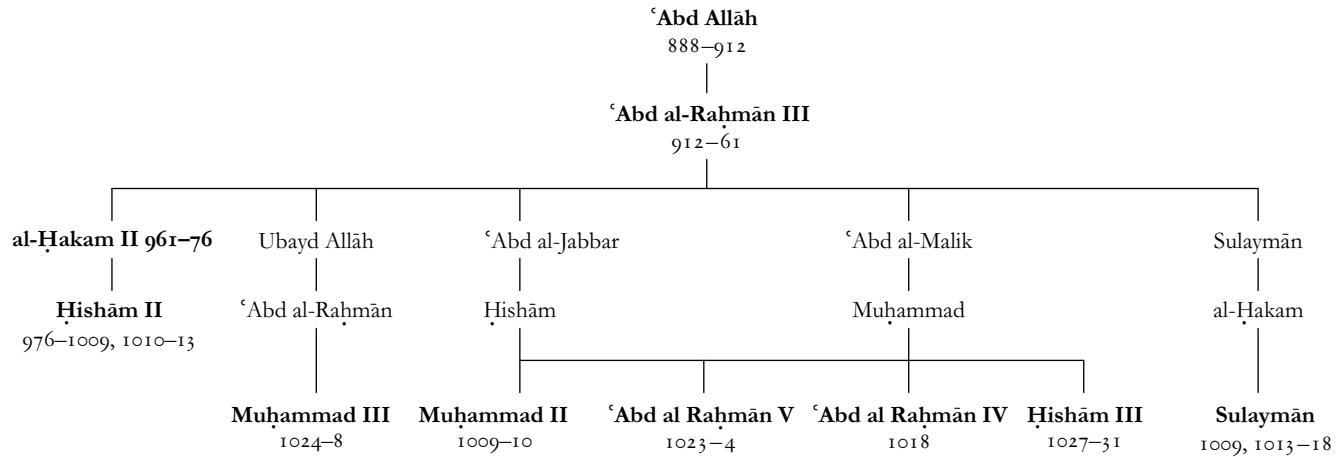 ʿAbd Allāh
888–912
ʿAbd al-Raḥmān III
912–61
al-Ḥakam II 961–76
Ubayd Allāh
ʿAbd al-Jabbar
ʿAbd al-Malik
Sulaymān
Ḥishām II
976–1009, 1010–13
ʿAbd al-Raḥmān
Ḥishām
Muḥammad
al-Ḥakam
Muḥammad III
1024–8
Muḥammad II
1009–10
ʿAbd al Raḥmān V
1023–4
ʿAbd al Raḥmān IV
1018
Ḥishām III
1027–31
Sulaymān
1009, 1013–18